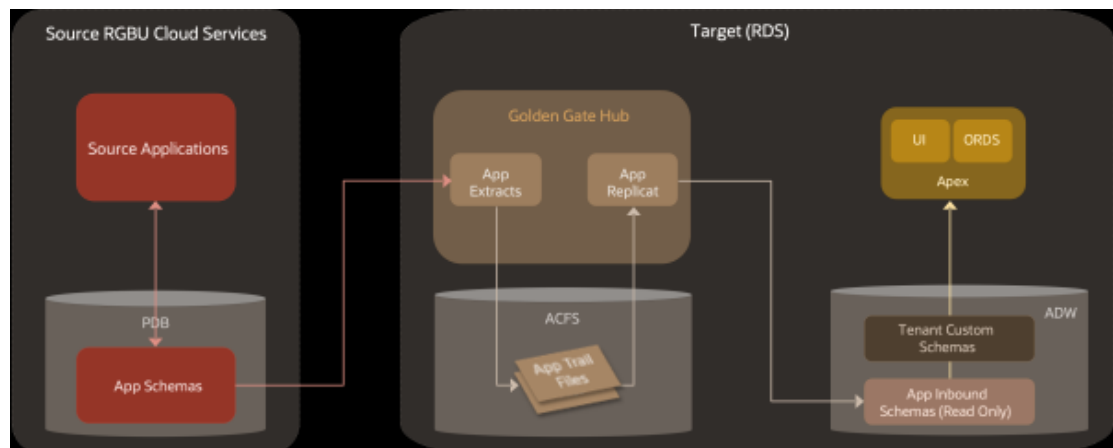 Source RGBU Cloud Services
Source Applications
PDB
App Schemas
Target (RDS)
Golden Gate Hub
App
Extracts
App
Replicat
ACFS
App Trail
Files
UI
ORDS
Apex
ADW
Tenant Custom
Schemas
App Inbound
Schemas (Read Only)